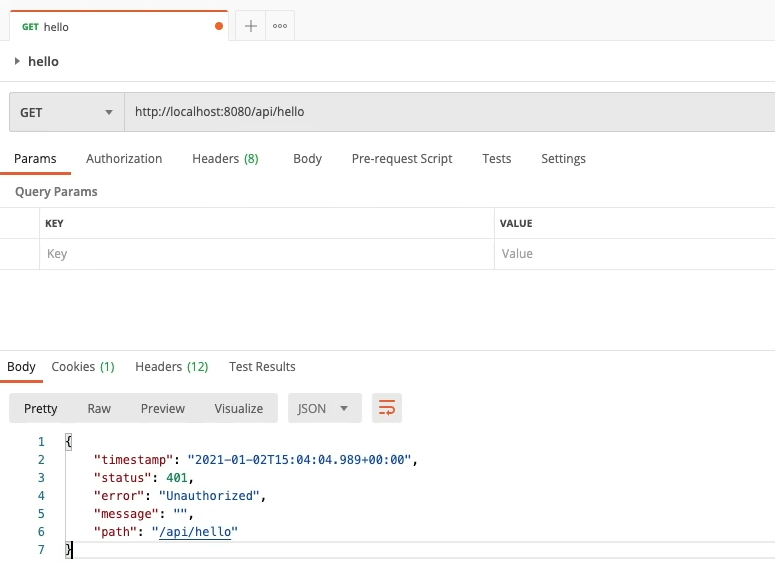 GET hello
hello
GET http://localhost:8080/api/hello
Params Authorization Headers (8) Body Pre-request Script Tests Settings
Query Params
KEY VALUE
Key Value
Body Cookies (1) Headers (12) Test Results
Pretty Raw Preview Visualize JSON
1 {
2 "timestamp": "2021-01-02T15:04:04.989+00:00",
3 "status": 401,
4 "error": "Unauthorized",
5 "message": "",
6 "path": "/api/hello"
7 }